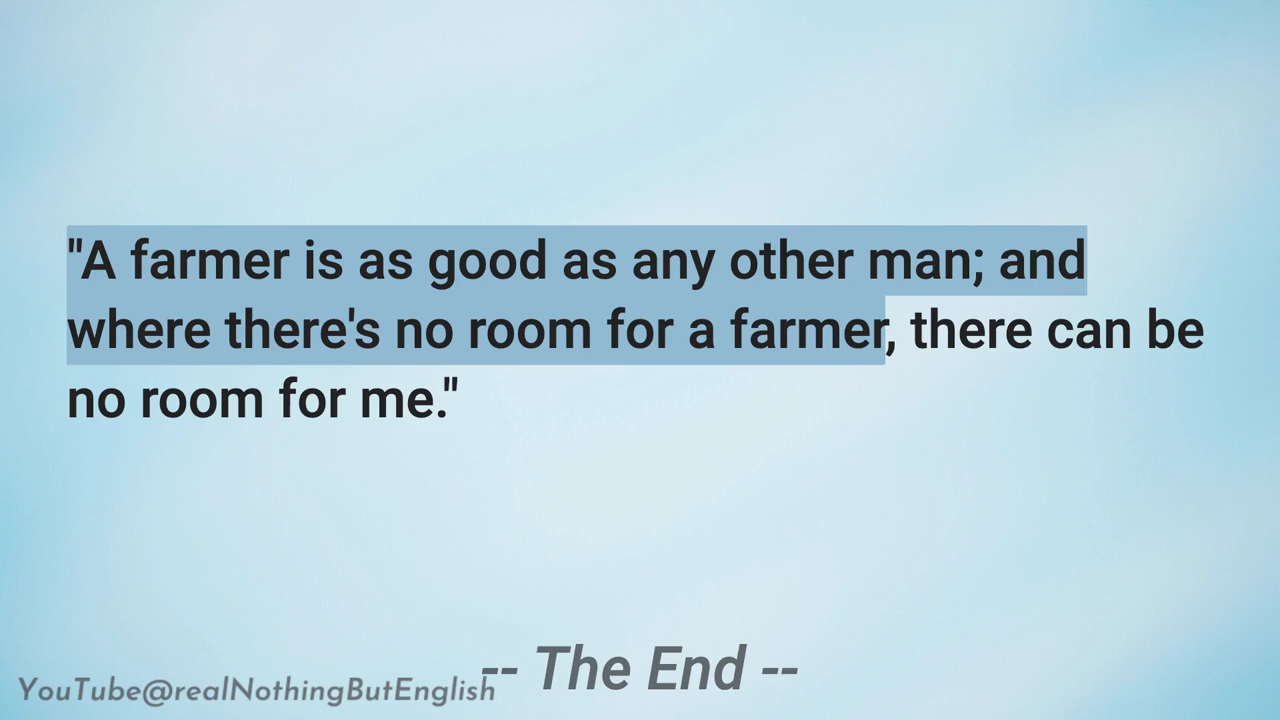 "A farmer is as good as any other man; and
where there's no room for a farmer, there can be
no room for me."
-- The End --
YouTube@realNothingButEnglish